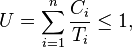 U = \sum_{i=1}^{n} \frac{C_i}{T_i} \leq 1,